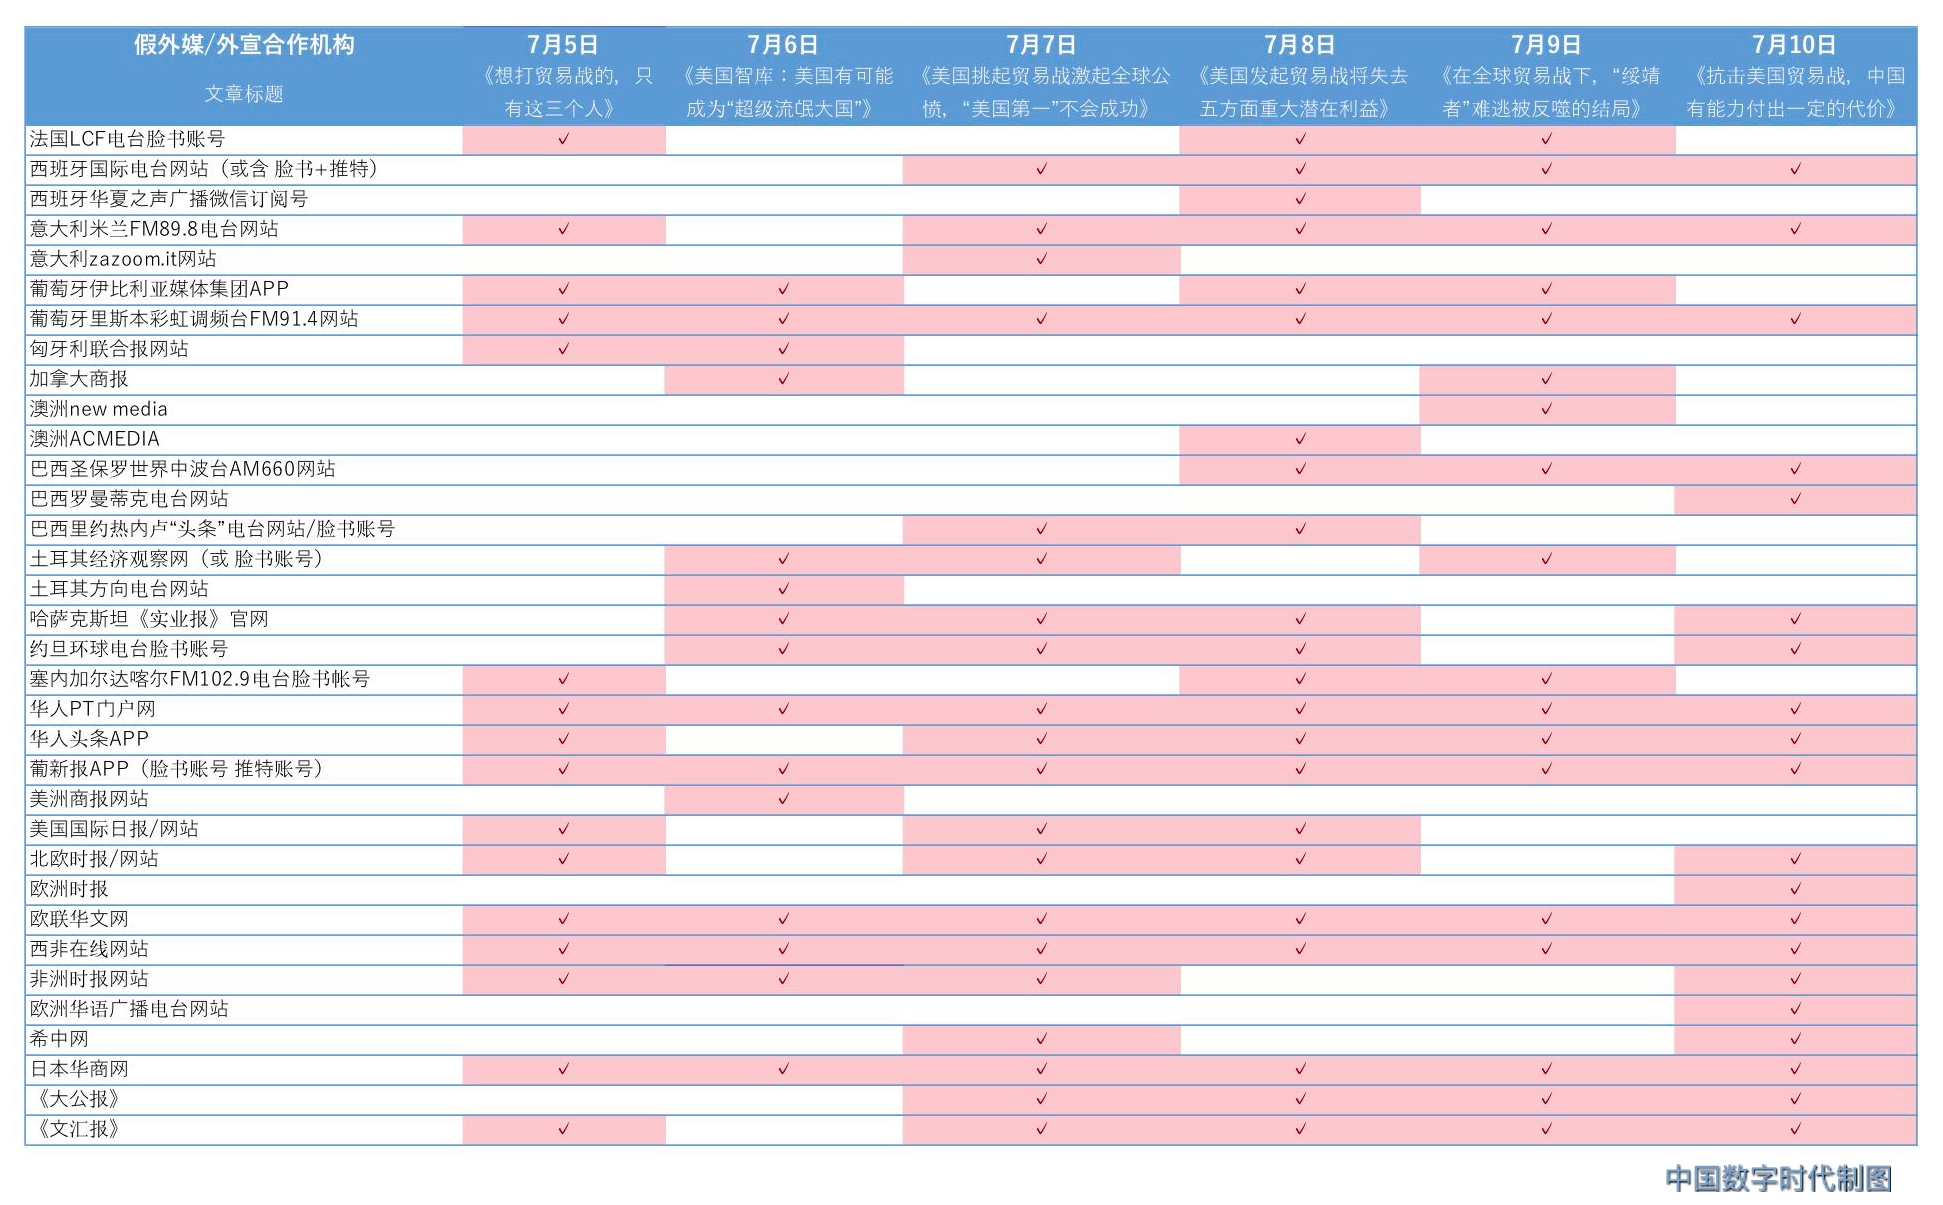 假外媒/外宣合作机构 7月5日 7月6日 7月7日 7月8日 7月9日 7月10日
文章标题 《想打贸易战的，只 《美国智库：美国有可能 《美国挑起贸易战激起全球公 《美国发起贸易战将失去 《在全球贸易战下，“绥靖 《抗击美国贸易战，中国
有这三个人》 成为“超级流氓大国”》 愤，“美国第一”不会成功》 五方面重大潜在利益》 者”难逃被反噬的结局》 有能力付出一定的代价》
法国LCF电台脸书账号 ✓ ✓ ✓
西班牙国际电台网站（或含 脸书+推特） ✓ ✓ ✓ ✓
西班牙华夏之声广播微信订阅号 ✓
意大利米兰FM89.8电台网站 ✓ ✓ ✓ ✓ ✓
意大利zazoom.it网站 ✓
葡萄牙伊比利亚媒体集团APP ✓ ✓ ✓ ✓
葡萄牙里斯本彩虹调频台FM91.4网站 ✓ ✓ ✓ ✓ ✓ ✓
匈牙利联合报网站 ✓ ✓
加拿大商报 ✓ ✓
澳洲new media ✓
澳洲ACMEDIA ✓
巴西圣保罗世界中波台AM660网站 ✓ ✓ ✓
巴西罗曼蒂克电台网站 ✓
巴西里约热内卢“头条”电台网站/脸书账号 ✓ ✓
土耳其经济观察网（或 脸书账号） ✓ ✓ ✓
土耳其方向电台网站 ✓
哈萨克斯坦《实业报》官网 ✓ ✓ ✓ ✓
约旦环球电台脸书账号 ✓ ✓ ✓ ✓
塞内加尔达喀尔FM102.9电台脸书帐号 ✓ ✓ ✓
华人PT门户网 ✓ ✓ ✓ ✓ ✓ ✓
华人头条APP ✓ ✓ ✓ ✓ ✓
葡新报APP（脸书账号 推特账号） ✓ ✓ ✓ ✓ ✓ ✓
美洲商报网站 ✓
美国国际日报/网站 ✓ ✓ ✓
北欧时报/网站 ✓ ✓ ✓ ✓
欧洲时报 ✓
欧联华文网 ✓ ✓ ✓ ✓ ✓ ✓
西非在线网站 ✓ ✓ ✓ ✓ ✓ ✓
非洲时报网站 ✓ ✓ ✓ ✓
欧洲华语广播电台网站 ✓
希中网 ✓ ✓
日本华商网 ✓ ✓ ✓ ✓ ✓ ✓
《大公报》 ✓ ✓ ✓ ✓
《文汇报》 ✓ ✓ ✓ ✓ ✓
中国数字时代制图